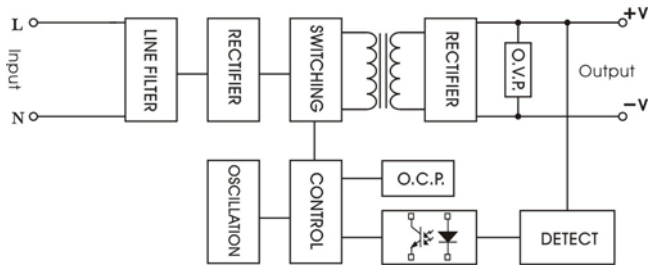 L
Input
N
LINE FILTER
RECTIFIER
SWITCHING
RECTIFIER
O.V.P.
+V
Output
-V
OSCILLATION
CONTROL
O.C.P.
DETECT